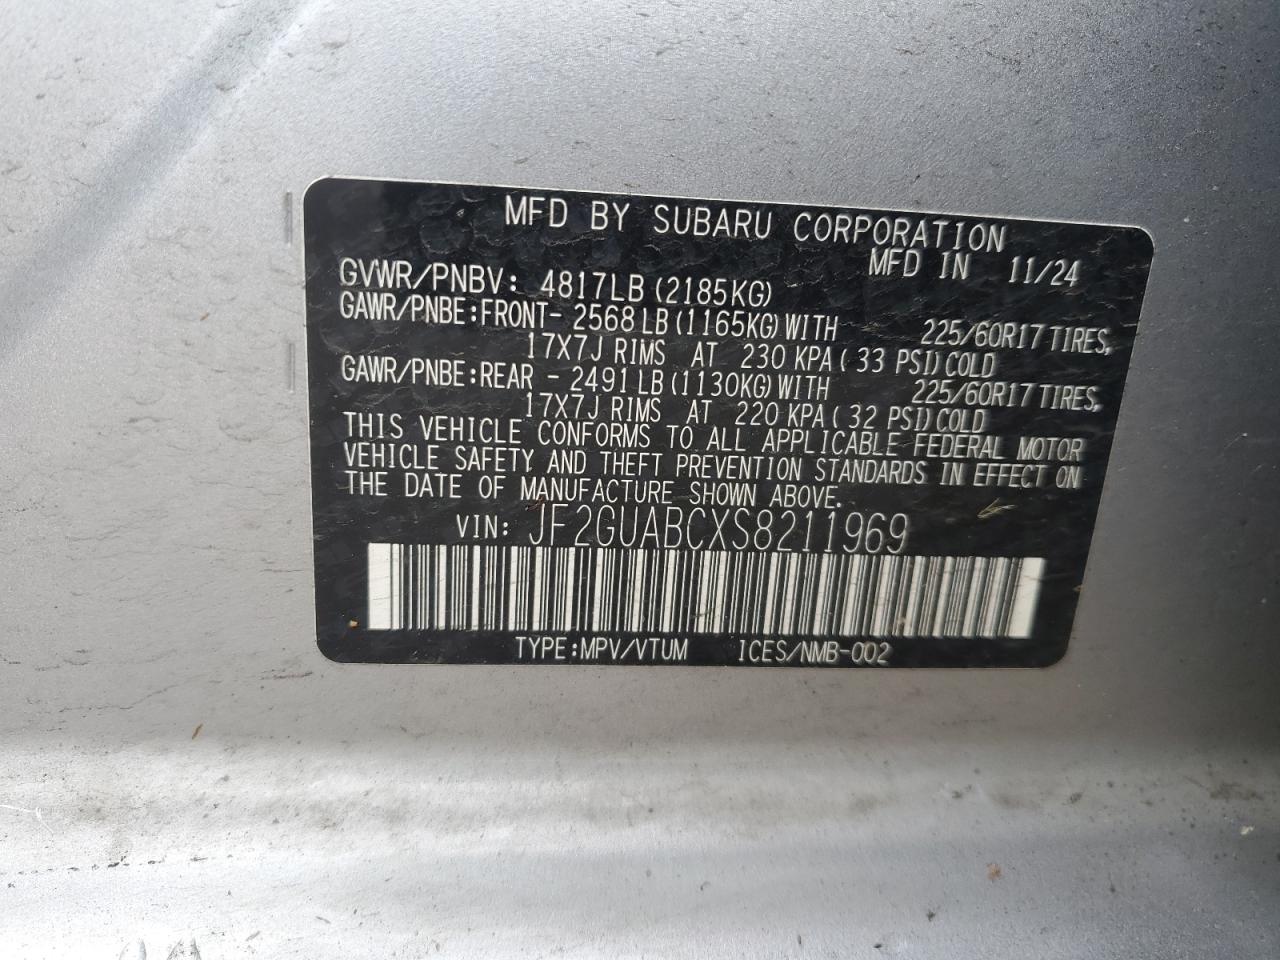 MFD BY SUBARU CORPORATION
MFD IN 11/24
GVWR/PNBV: 4817LB (2185KG)
GAWR/PNBE:FRONT- 2568 LB (1165KG) WITH 225/60R17 TIRES,
17X7J RIMS AT 230 KPA ( 33 PSI) COLD
GAWR/PNBE:REAR - 2491 LB (1130KG) WITH 225/60R17 TIRES,
17X7J RIMS AT 220 KPA ( 32 PSI) COLD
THIS VEHICLE CONFORMS TO ALL APPLICABLE FEDERAL MOTOR
VEHICLE SAFETY AND THEFT PREVENTION STANDARDS IN EFFECT ON
THE DATE OF MANUFACTURE SHOWN ABOVE.
VIN: JF2GUABCXS8211969
TYPE:MPV/VTUM ICES/NMB-002